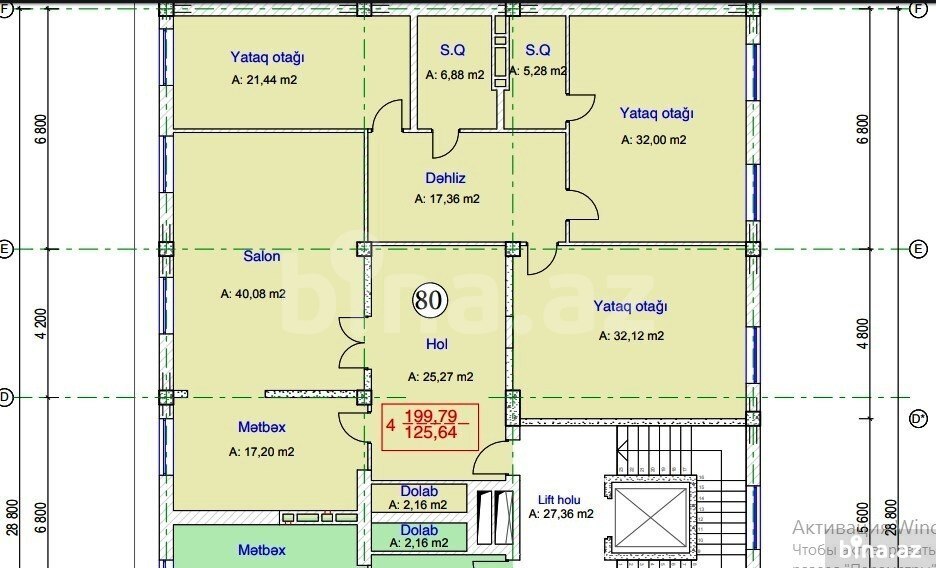 F
F
Yataq otağı
A: 21,44 m2
S.Q
A: 6,88 m2
S.Q
A: 5,28 m2
Yataq otağı
A: 32,00 m2
6 800
6 800
Dəhliz
A: 17,36 m2
E
E
Salon
A: 40,08 m2
bina.az
80
Yataq otağı
A: 32,12 m2
4 200
4 800
Hol
A: 25,27 m2
D
D*
4 199,79
125,64
Mətbəx
A: 17,20 m2
Dolab
A: 2,16 m2
Lift holu
A: 27,36 m2
28 800
6 800
5 600
28 800
Dolab
A: 2,16 m2
Mətbəx
Активация Wind
Чтобы
bina.az